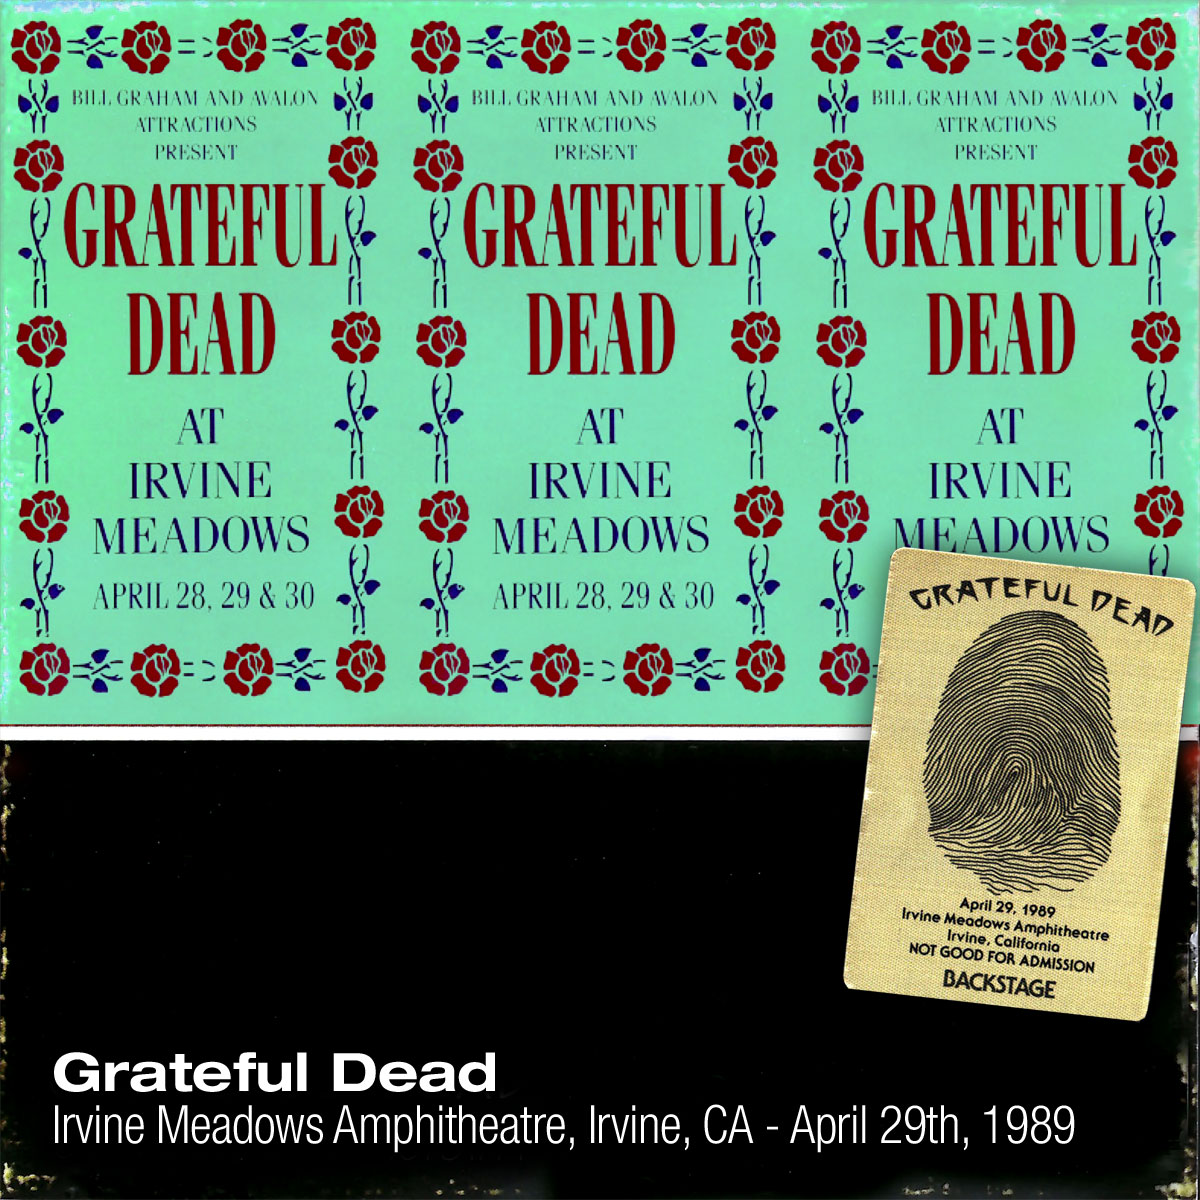 BILL GRAHAM AND AVALON
ATTRACTIONS
PRESENT
GRATEFUL
DEAD
AT
IRVINE
MEADOWS
APRIL 28, 29 & 30
BILL GRAHAM AND AVALON
ATTRACTIONS
PRESENT
GRATEFUL
DEAD
AT
IRVINE
MEADOWS
APRIL 28, 29 & 30
BILL GRAHAM AND AVALON
ATTRACTIONS
PRESENT
GRATEFUL
DEAD
AT
IRVINE
MEADOWS
GRATEFUL DEAD
April 29, 1989
Irvine Meadows Amphitheatre
Irvine, California
NOT GOOD FOR ADMISSION
BACKSTAGE
Grateful Dead
Irvine Meadows Amphitheatre, Irvine, CA - April 29th, 1989